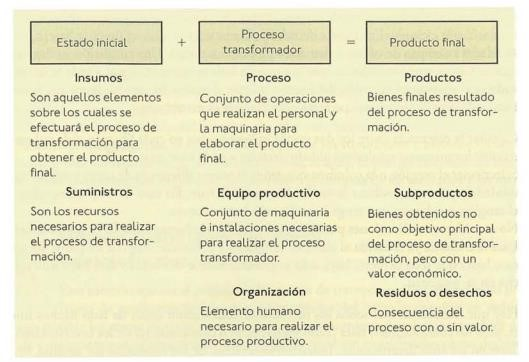 Estado inicial
+
Proceso
transformador
=
Producto final
Insumos
Son aquellos elementos
sobre los cuales se
efectuará el proceso de
transformación para
obtener el producto
final.
Suministros
Son los recursos
necesarios para realizar
el proceso de transfor-
mación.
Proceso
Conjunto de operaciones
que realizan el personal y
la maquinaria para
elaborar el producto
final.
Equipo productivo
Conjunto de maquinaria
e instalaciones necesarias
para realizar el proceso
transformador.
Organización
Elemento humano
necesario para realizar el
proceso productivo.
Productos
Bienes finales resultado
del proceso de transfor-
mación.
Subproductos
Bienes obtenidos no
como objetivo principal
del proceso de transfor-
mación, pero con un
valor económico.
Residuos o desechos
Consecuencia del
proceso con o sin valor.